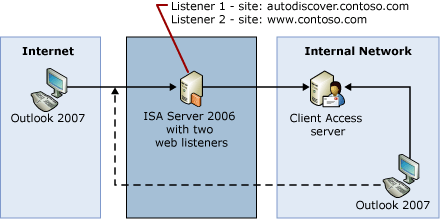 Listener 1 - site: autodiscover.contoso.com
Listener 2 - site: www.contoso.com
Internet
Outlook 2007
ISA Server 2006
with two
web listeners
Internal Network
Client Access
server
Outlook 2007